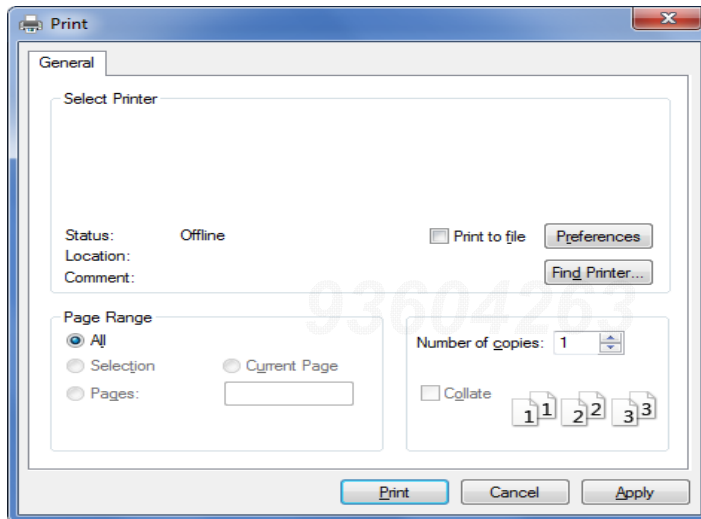 Print
General
Select Printer
Status: Offline
Print to file
Preferences
Location:
Comment:
Find Printer...
93604263
Page Range
All
Selection
Current Page
Pages:
Number of copies: 1
Collate
1 1 2 2 3 3
Print
Cancel
Apply